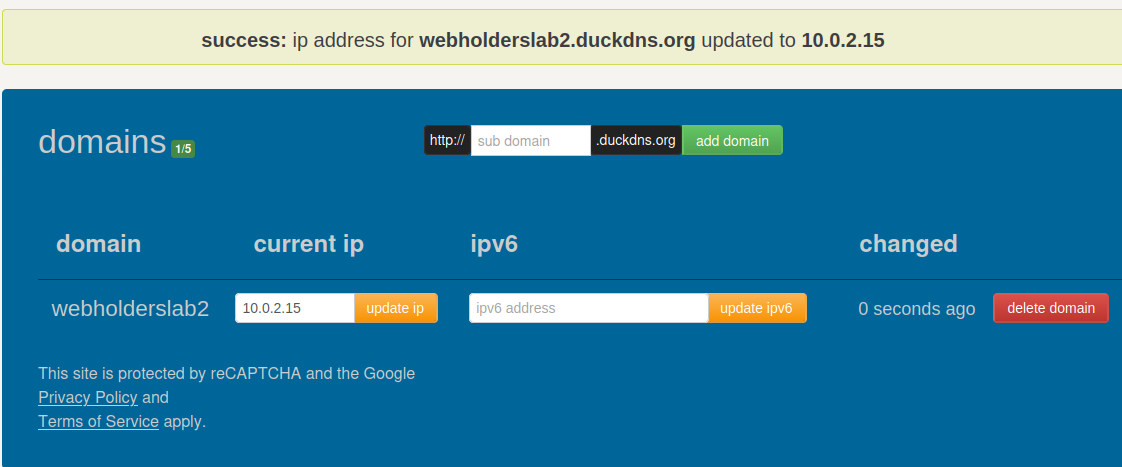 success: ip address for webholderslab2.duckdns.org updated to 10.0.2.15
domains 1/5
http:// sub domain .duckdns.org add domain
domain current ip ipv6 changed
webholderslab2 10.0.2.15 update ip ipv6 address update ipv6 0 seconds ago delete domain
This site is protected by reCAPTCHA and the Google
Privacy Policy and
Terms of Service apply.